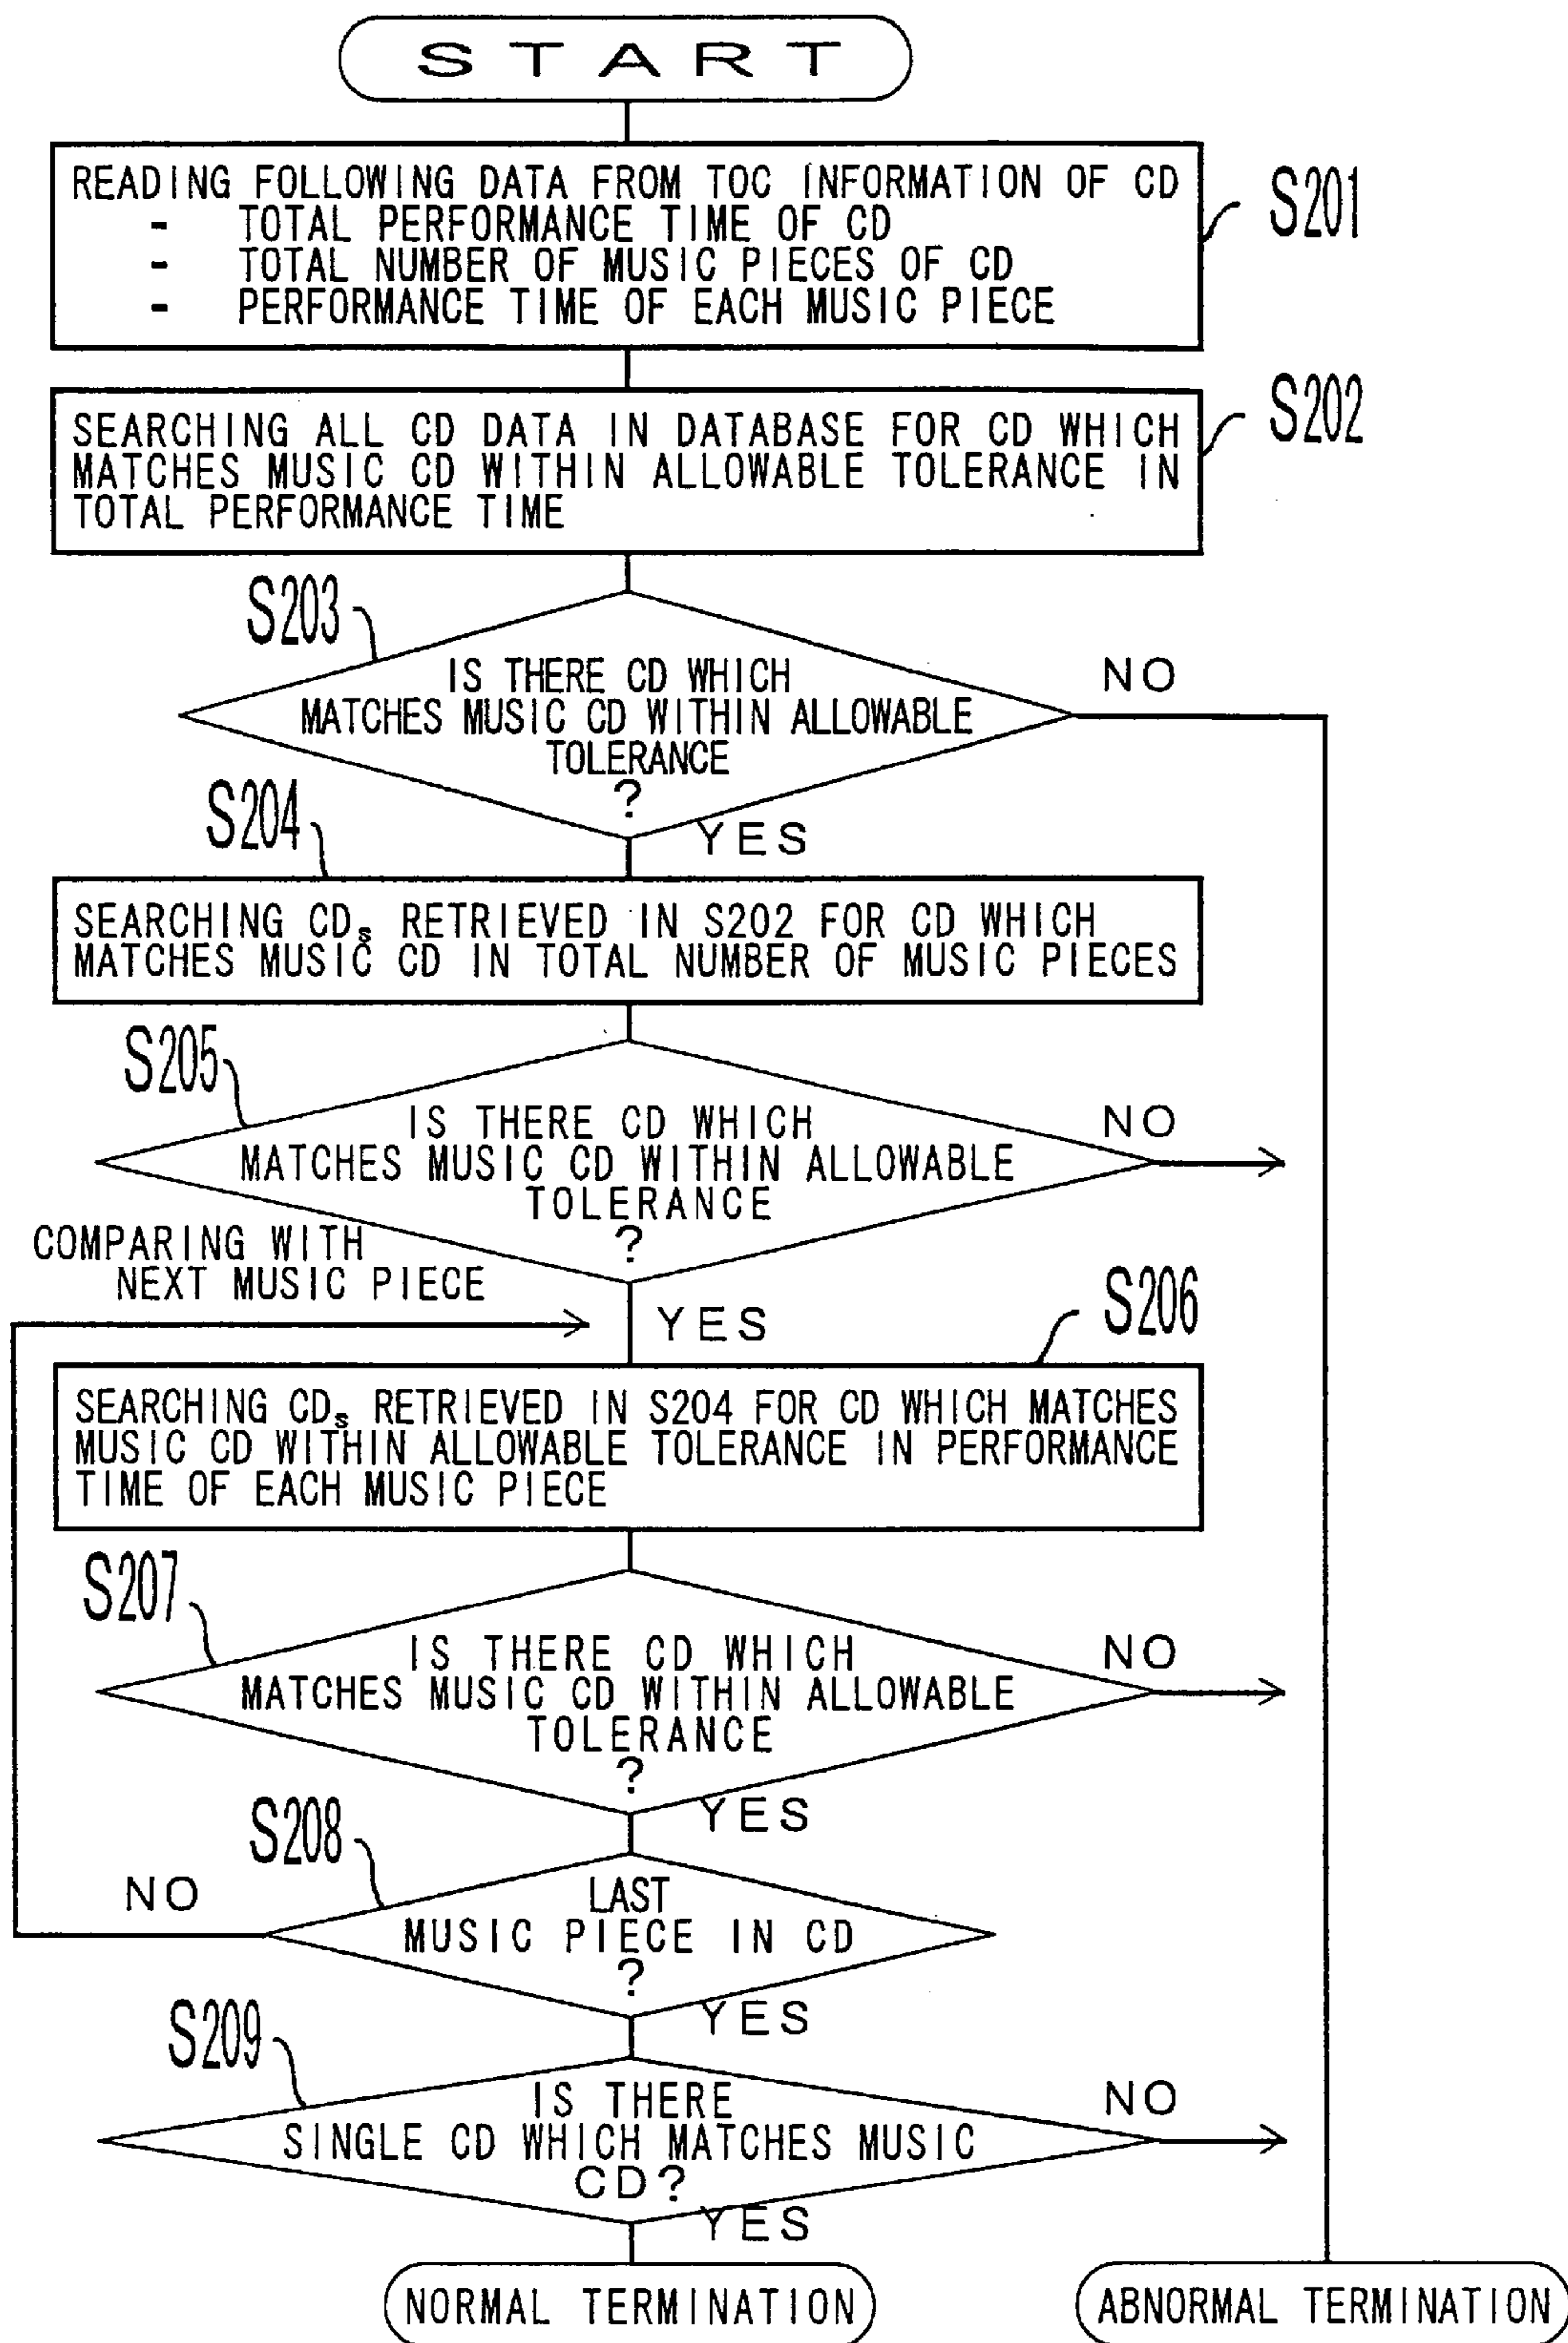 START
READING FOLLOWING DATA FROM TOC INFORMATION OF CD
- TOTAL PERFORMANCE TIME OF CD
- TOTAL NUMBER OF MUSIC PIECES OF CD
- PERFORMANCE TIME OF EACH MUSIC PIECE
S201
SEARCHING ALL CD DATA IN DATABASE FOR CD WHICH
MATCHES MUSIC CD WITHIN ALLOWABLE TOLERANCE IN
TOTAL PERFORMANCE TIME
S202
S203
IS THERE CD WHICH
MATCHES MUSIC CD WITHIN ALLOWABLE
TOLERANCE
?
NO
YES
S204
SEARCHING CDs RETRIEVED IN S202 FOR CD WHICH
MATCHES MUSIC CD IN TOTAL NUMBER OF MUSIC PIECES
S205
IS THERE CD WHICH
MATCHES MUSIC CD WITHIN ALLOWABLE
TOLERANCE
?
NO
COMPARING WITH
NEXT MUSIC PIECE
YES
S206
SEARCHING CDs RETRIEVED IN S204 FOR CD WHICH MATCHES
MUSIC CD WITHIN ALLOWABLE TOLERANCE IN PERFORMANCE
TIME OF EACH MUSIC PIECE
S207
IS THERE CD WHICH
MATCHES MUSIC CD WITHIN ALLOWABLE
TOLERANCE
?
NO
YES
S208
LAST
MUSIC PIECE IN CD
?
NO
YES
S209
IS THERE
SINGLE CD WHICH MATCHES MUSIC
CD?
NO
YES
NORMAL TERMINATION
ABNORMAL TERMINATION